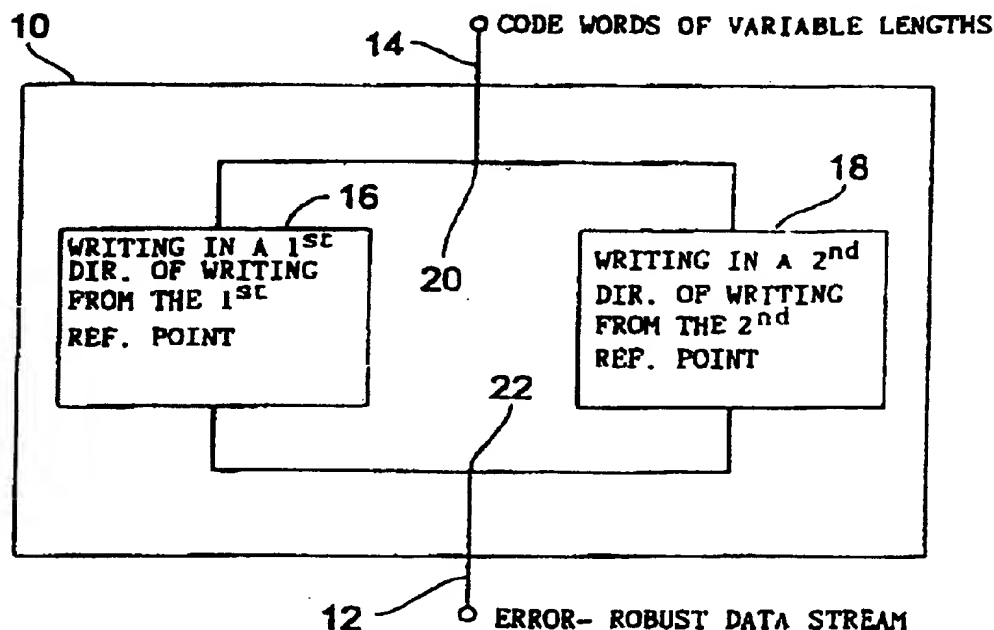 10
14
CODE WORDS OF VARIABLE LENGTHS
16
18
WRITING IN A 1st
DIR. OF WRITING
FROM THE 1st
REF. POINT
20
WRITING IN A 2nd
DIR. OF WRITING
FROM THE 2nd
REF. POINT
22
12
ERROR- ROBUST DATA STREAM